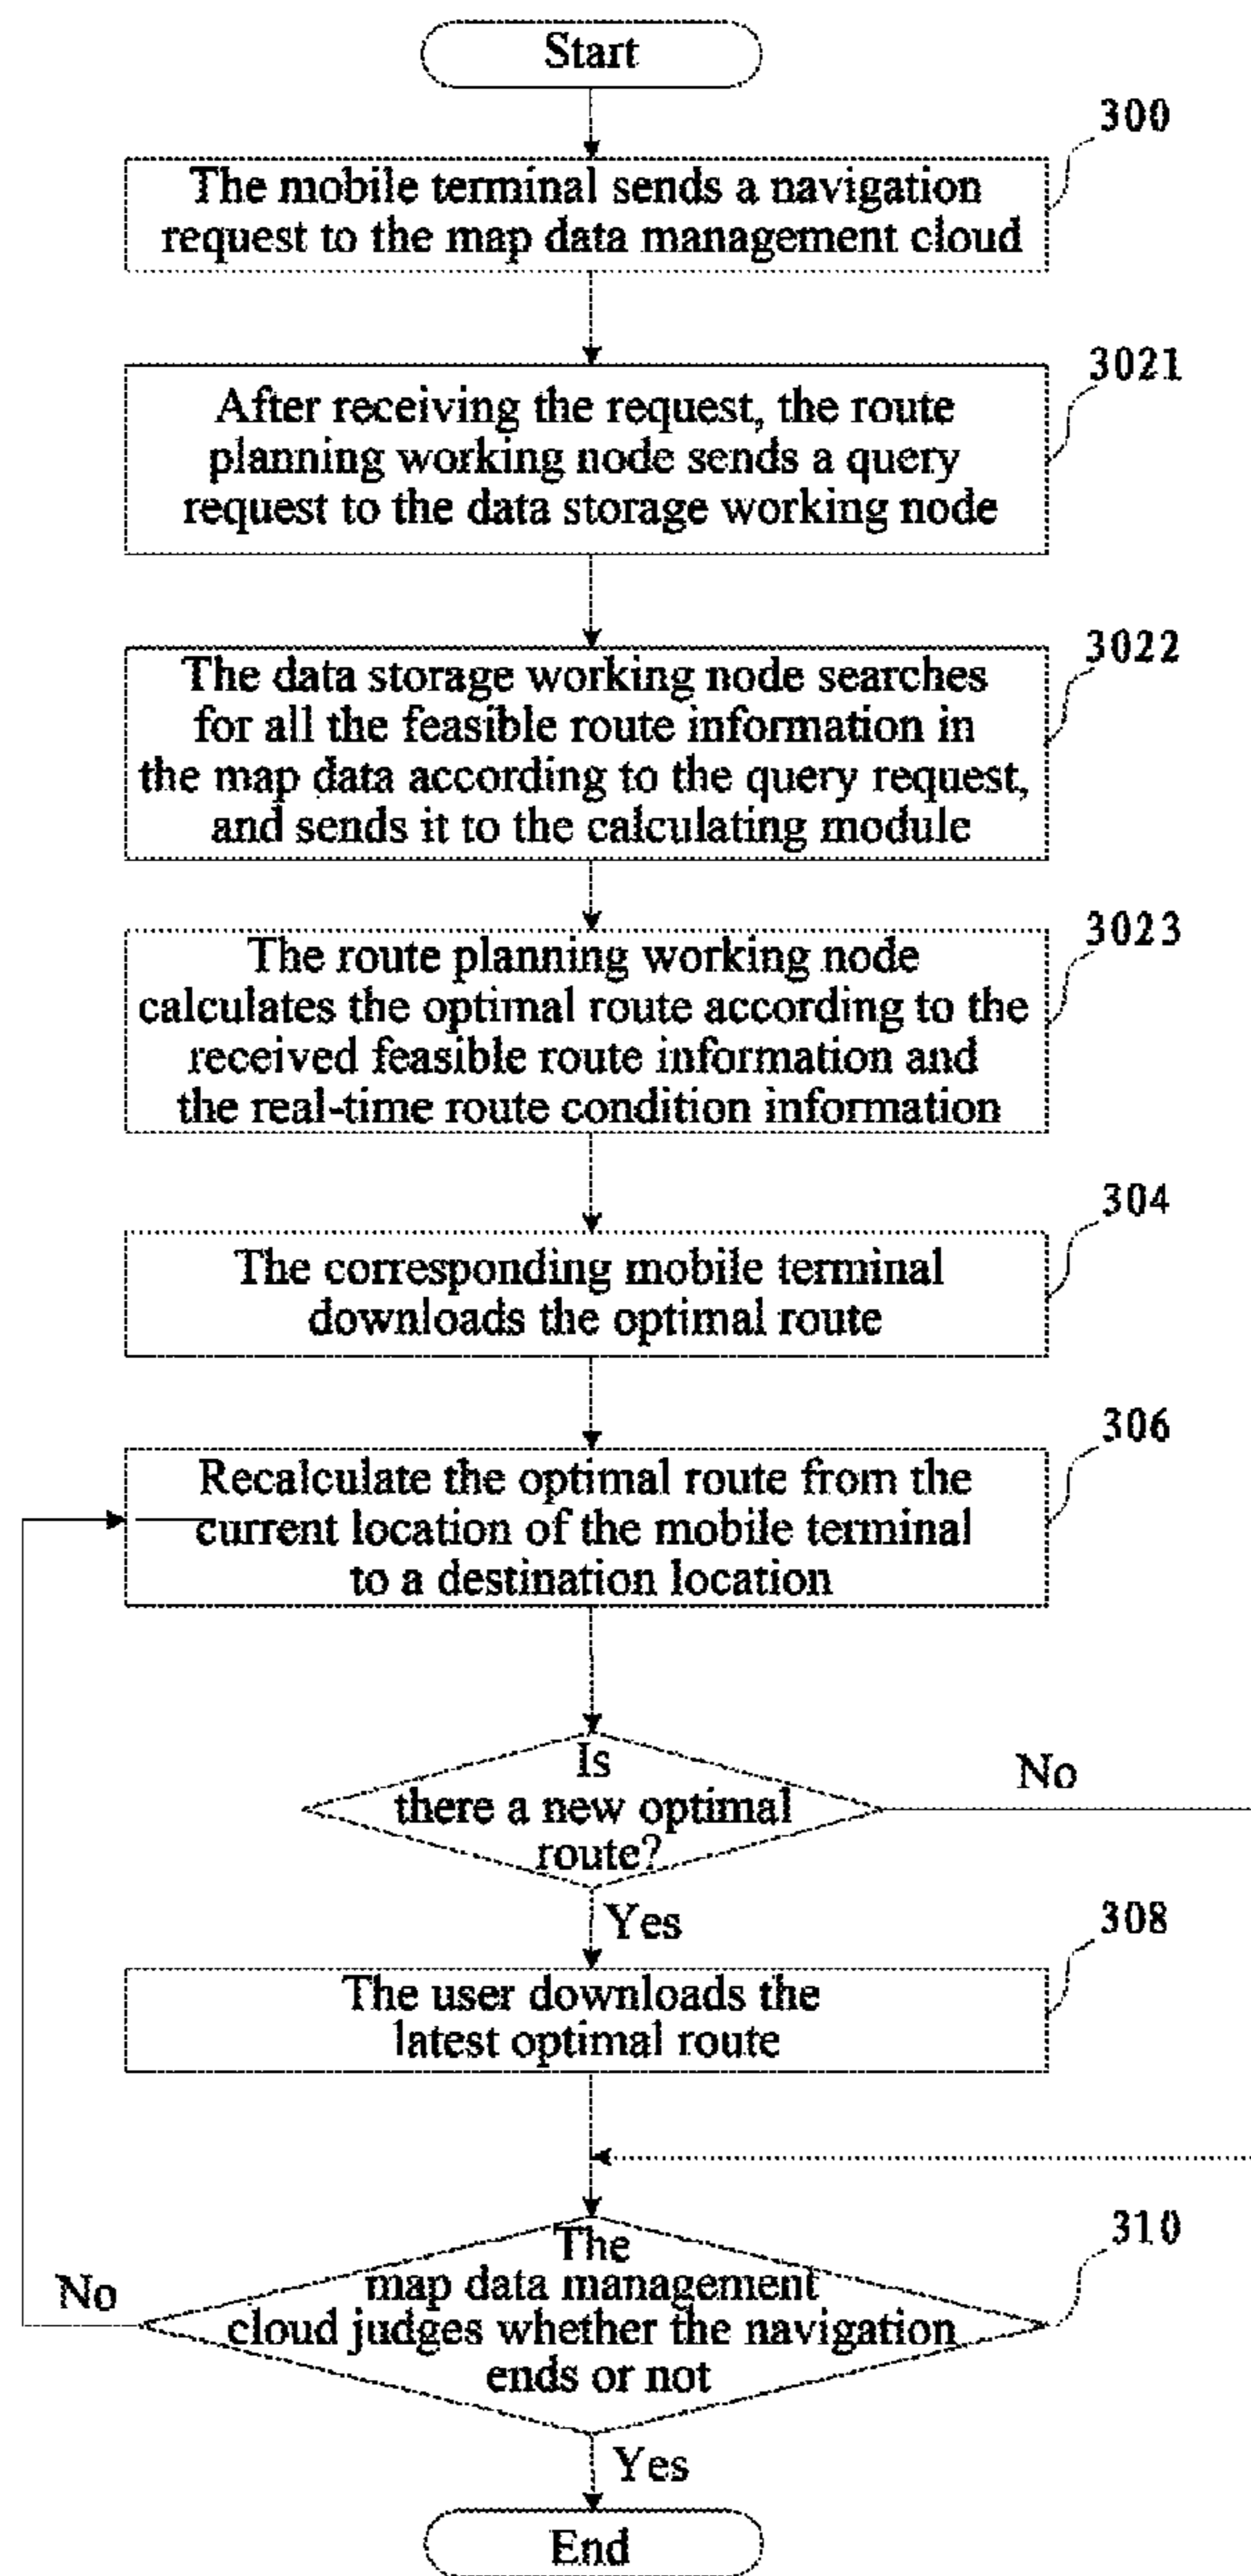 Start
300
The mobile terminal sends a navigation
request to the map data management cloud
3021
After receiving the request, the route
planning working node sends a query
request to the data storage working node
3022
The data storage working node searches
for all the feasible route information in
the map data according to the query request,
and sends it to the calculating module
3023
The route planning working node
calculates the optimal route according to the
received feasible route information and
the real-time route condition information
304
The corresponding mobile terminal
downloads the optimal route
306
Recalculate the optimal route from the
current location of the mobile terminal
to a destination location
Is
there a new optimal
route?
No
Yes
308
The user downloads the
latest optimal route
310
The
map data management
cloud judges whether the navigation
ends or not
No
Yes
End